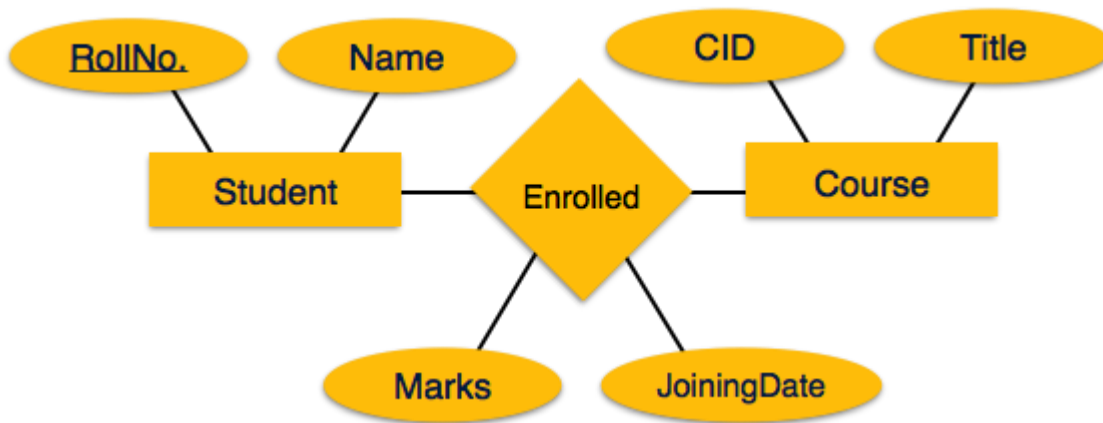 RollNo.
Name
CID
Title
Student
Enrolled
Course
Marks
JoiningDate